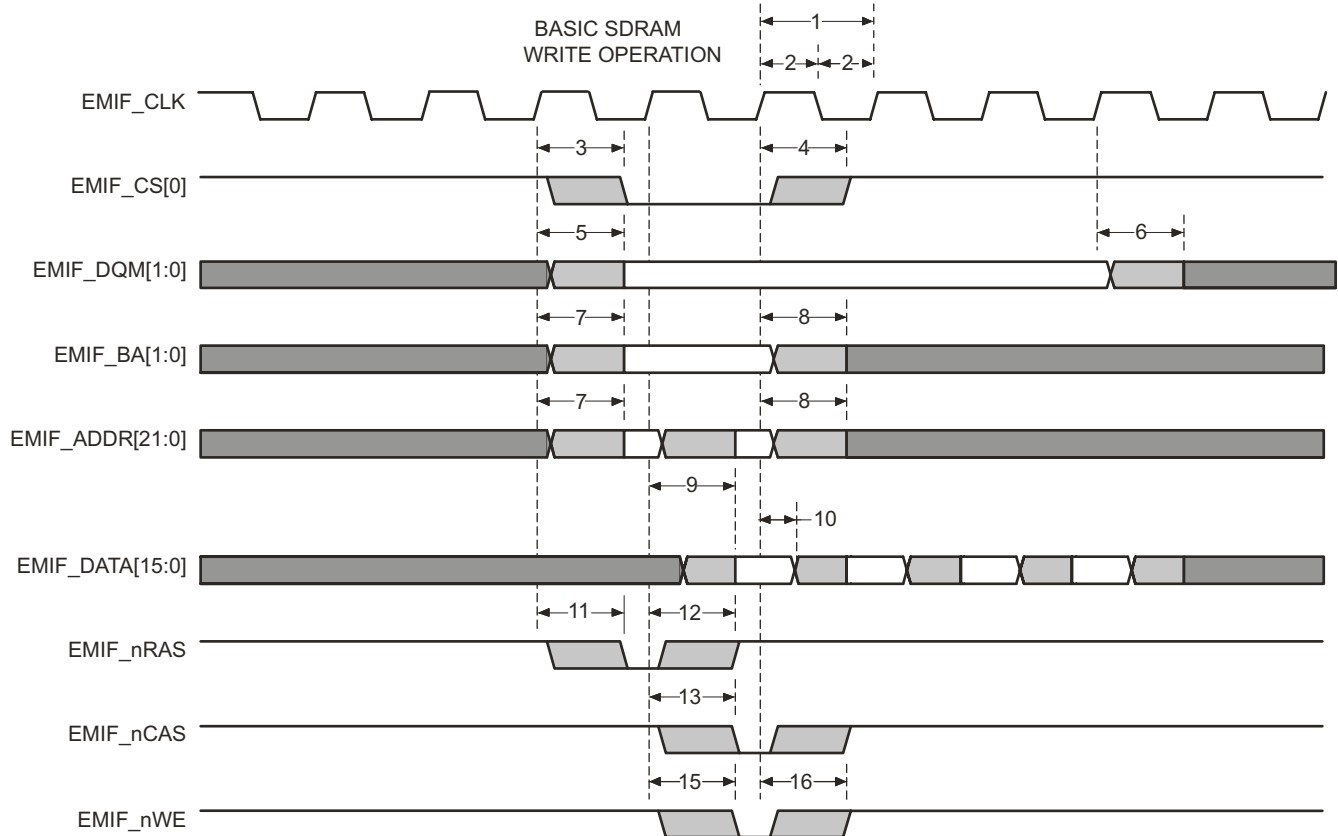 BASIC SDRAM
WRITE OPERATION
1
2 2
EMIF_CLK
3 4
EMIF_CS[0]
5 6
EMIF_DQM[1:0]
7 8
EMIF_BA[1:0]
7 8
EMIF_ADDR[21:0]
9
10
EMIF_DATA[15:0]
11 12
EMIF_nRAS
13
EMIF_nCAS
15 16
EMIF_nWE